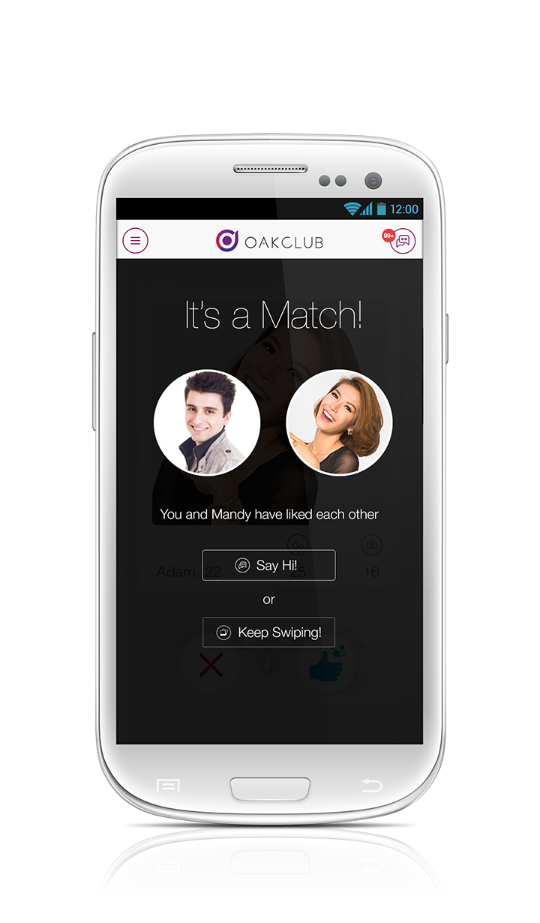 12:00
OAKCLUB
99+
It's a Match!
You and Mandy have liked each other
Adam, 22 25 16
Say Hi!
or
Keep Swiping!